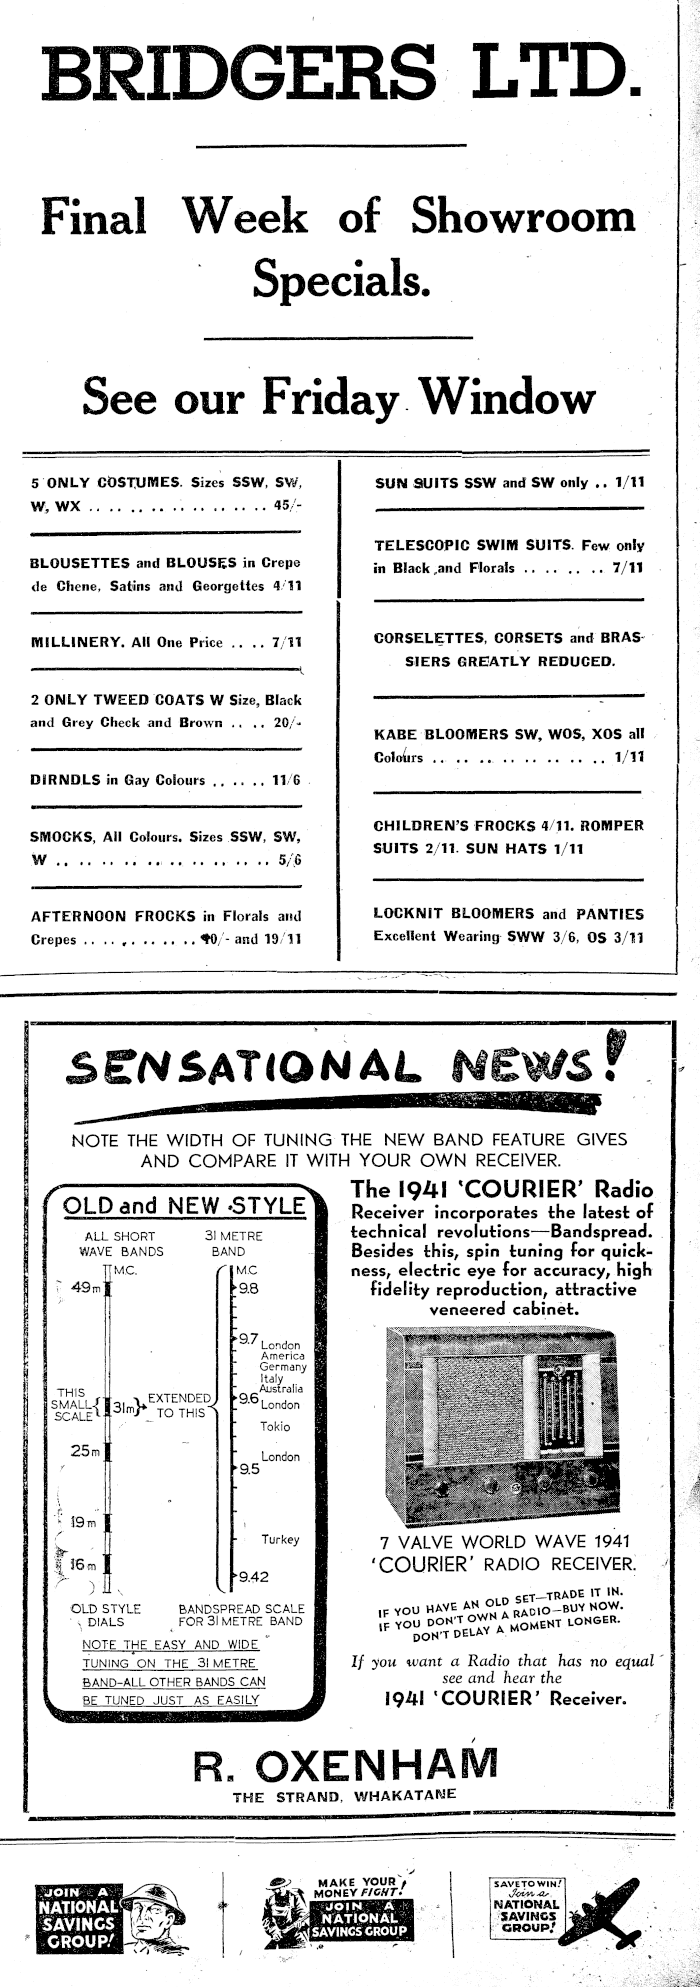 BRIDGERS LTD.
Final Week of Showroom
Specials.
See our Friday Window
5 ONLY COSTUMES. Sizes SSW, SW,
W, WX .. .. .. .. .. .. .. .. .. 45/-
BLOUSETTES and BLOUSES in Crepe
de Chene, Satins and Georgettes 4/11
MILLINERY. All One Price .. .. 7/11
2 ONLY TWEED COATS W Size, Black
and Grey Check and Brown .. .. 20/-
DIRNDLS in Gay Colours .. .. .. 11/6
SMOCKS, All Colours. Sizes SSW, SW,
W .. .. .. .. .. .. .. .. .. .. .. 5/6
AFTERNOON FROCKS in Florals and
Crepes .. .. .. .. .. .. and 19/11
SUN SUITS SSW and SW only .. 1/11
TELESCOPIC SWIM SUITS. Few only
in Black and Florals .. .. .. .. 7/11
CORSELETTES, CORSETS and BRAS-
SIERS GREATLY REDUCED.
KABE BLOOMERS SW, WOS, XOS all
Colours .. .. .. .. .. .. .. .. 1/11
CHILDREN'S FROCKS 4/11. ROMPER
SUITS 2/11. SUN HATS 1/11
LOCKNIT BLOOMERS and PANTIES
Excellent Wearing SWW 3/6, OS 3/11
SENSATIONAL NEWS!
NOTE THE WIDTH OF TUNING THE NEW BAND FEATURE GIVES
AND COMPARE IT WITH YOUR OWN RECEIVER.
OLD and NEW STYLE
ALL SHORT
WAVE BANDS
M.C.
49m
THIS
SMALL
SCALE
31m
EXTENDED
TO THIS
25m
19m
16m
OLD STYLE
DIALS
31 METRE
BAND
M.C
9.8
9.7
London
America
Germany
Italy
Australia
9.6
London
Tokio
London
9.5
Turkey
9.42
BANDSPREAD SCALE
FOR 31 METRE BAND
NOTE THE EASY AND WIDE
TUNING ON THE 31 METRE
BAND-ALL OTHER BANDS CAN
BE TUNED JUST AS EASILY
The 1941 'COURIER' Radio
Receiver incorporates the latest of
technical revolutions—Bandspread.
Besides this, spin tuning for quick-
ness, electric eye for accuracy, high
fidelity reproduction, attractive
veneered cabinet.
7 VALVE WORLD WAVE 1941
'COURIER' RADIO RECEIVER.
IF YOU HAVE AN OLD SET—TRADE IT IN.
IF YOU DON'T OWN A RADIO—BUY NOW.
DON'T DELAY A MOMENT LONGER.
If you want a Radio that has no equal
see and hear the
1941 'COURIER' Receiver.
R. OXENHAM
THE STRAND, WHAKATANE
JOIN A
NATIONAL
SAVINGS
GROUP!
MAKE YOUR
MONEY FIGHT!
JOIN A
NATIONAL
SAVINGS GROUP
SAVE TO WIN!
Join a
NATIONAL
SAVINGS
GROUP!